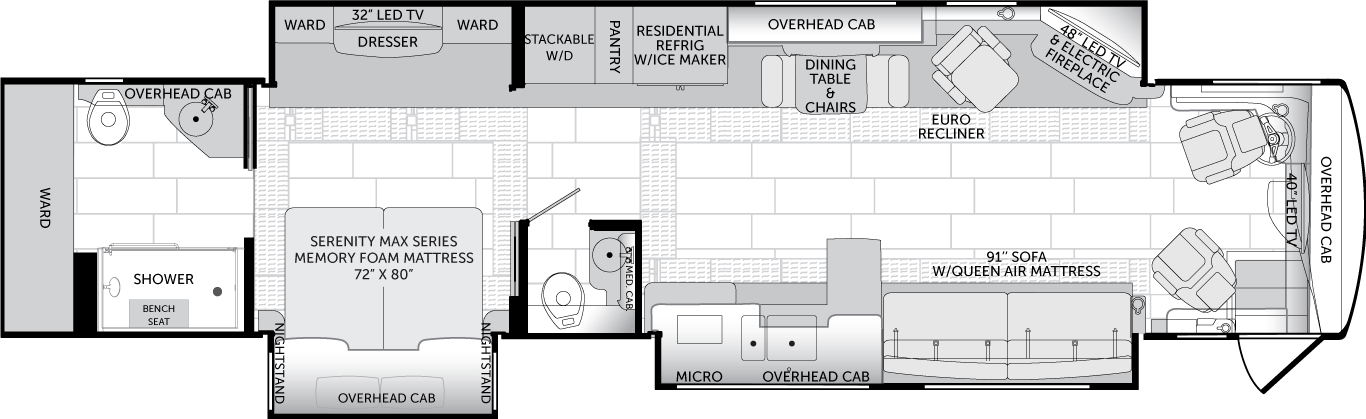 WARD
32" LED TV
WARD
DRESSER
STACKABLE
W/D
PANTRY
RESIDENTIAL
REFRIG
W/ICE MAKER
OVERHEAD CAB
DINING
TABLE
&
CHAIRS
48" LED TV
& ELECTRIC
FIREPLACE
EURO
RECLINER
OVERHEAD CAB
WARD
SHOWER
BENCH
SEAT
SERENITY MAX SERIES
MEMORY FOAM MATTRESS
72" X 80"
NIGHTSTAND
NIGHTSTAND
OVERHEAD CAB
MED. CAB
91" SOFA
W/QUEEN AIR MATTRESS
MICRO
OVERHEAD CAB
40" LED TV
OVERHEAD CAB